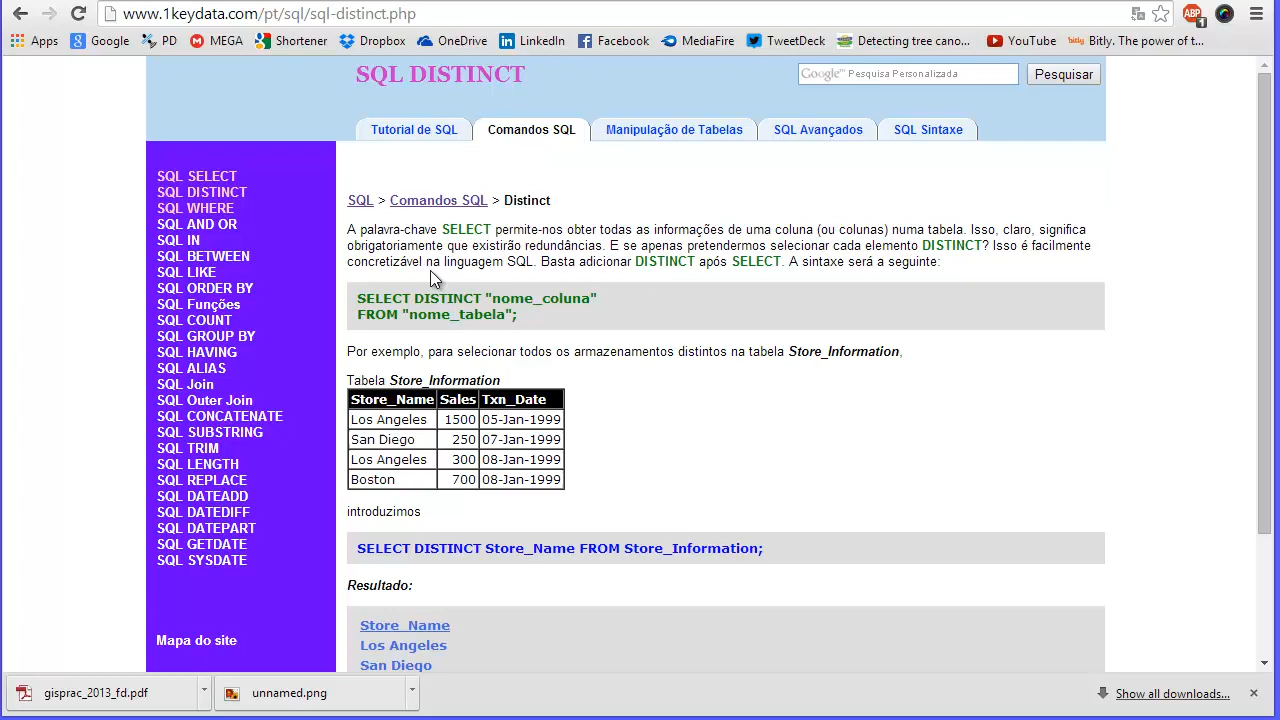 www.1keydata.com/pt/sql/sql-distinct.php
ABP 1
Apps Google PD MEGA Shortener Dropbox OneDrive LinkedIn Facebook MediaFire TweetDeck Detecting tree cano... YouTube bitly Bitly. The power of t...
SQL DISTINCT
Google™ Pesquisa Personalizada
Pesquisar
Tutorial de SQL Comandos SQL Manipulação de Tabelas SQL Avançados SQL Sintaxe
SQL SELECT
SQL DISTINCT
SQL WHERE
SQL AND OR
SQL IN
SQL BETWEEN
SQL LIKE
SQL ORDER BY
SQL Funções
SQL COUNT
SQL GROUP BY
SQL HAVING
SQL ALIAS
SQL Join
SQL Outer Join
SQL CONCATENATE
SQL SUBSTRING
SQL TRIM
SQL LENGTH
SQL REPLACE
SQL DATEADD
SQL DATEDIFF
SQL DATEPART
SQL GETDATE
SQL SYSDATE
Mapa do site
SQL > Comandos SQL > Distinct
A palavra-chave SELECT permite-nos obter todas as informações de uma coluna (ou colunas) numa tabela. Isso, claro, significa
obrigatoriamente que existirão redundâncias. E se apenas pretendermos selecionar cada elemento DISTINCT? Isso é facilmente
concretizável na linguagem SQL. Basta adicionar DISTINCT após SELECT. A sintaxe será a seguinte:
SELECT DISTINCT "nome_coluna"
FROM "nome_tabela";
Por exemplo, para selecionar todos os armazenamentos distintos na tabela Store_Information,
Tabela Store_Information
Store_Name Sales Txn_Date
Los Angeles 1500 05-Jan-1999
San Diego 250 07-Jan-1999
Los Angeles 300 08-Jan-1999
Boston 700 08-Jan-1999
introduzimos
SELECT DISTINCT Store_Name FROM Store_Information;
Resultado:
Store_Name
Los Angeles
San Diego
gisprac_2013_fd.pdf
unnamed.png
Show all downloads...